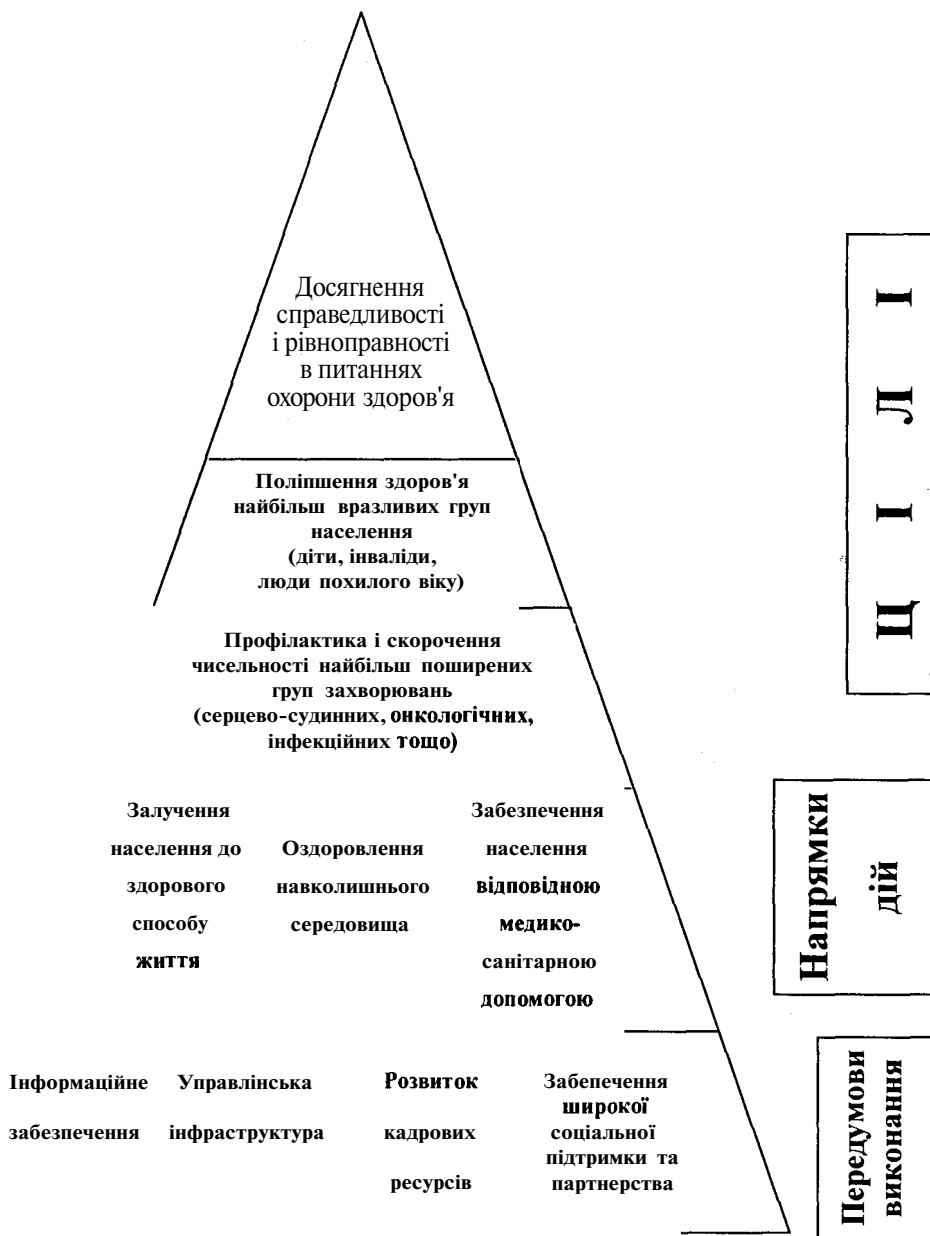 Досягнення
справедливості
і рівноправності
в питаннях
охорони здоров'я
Поліпшення здоров'я
найбільш вразливих груп
населення
(діти, інваліди,
люди похилого віку)
Профілактика і скорочення
чисельності найбільш поширених
груп захворювань
(серцево-судинних, онкологічних,
інфекційних тощо)
ЦІЛІ
Залучення
населення до
здорового
способу
життя
Оздоровлення
навколишнього
середовища
Забезпечення
населення
відповідною
медико-
санітарною
допомогою
Напрямки
дій
Інформаційне
забезпечення
Управлінська
інфраструктура
Розвиток
кадрових
ресурсів
Забепечення
широкої
соціальної
підтримки та
партнерства
Передумови
виконання